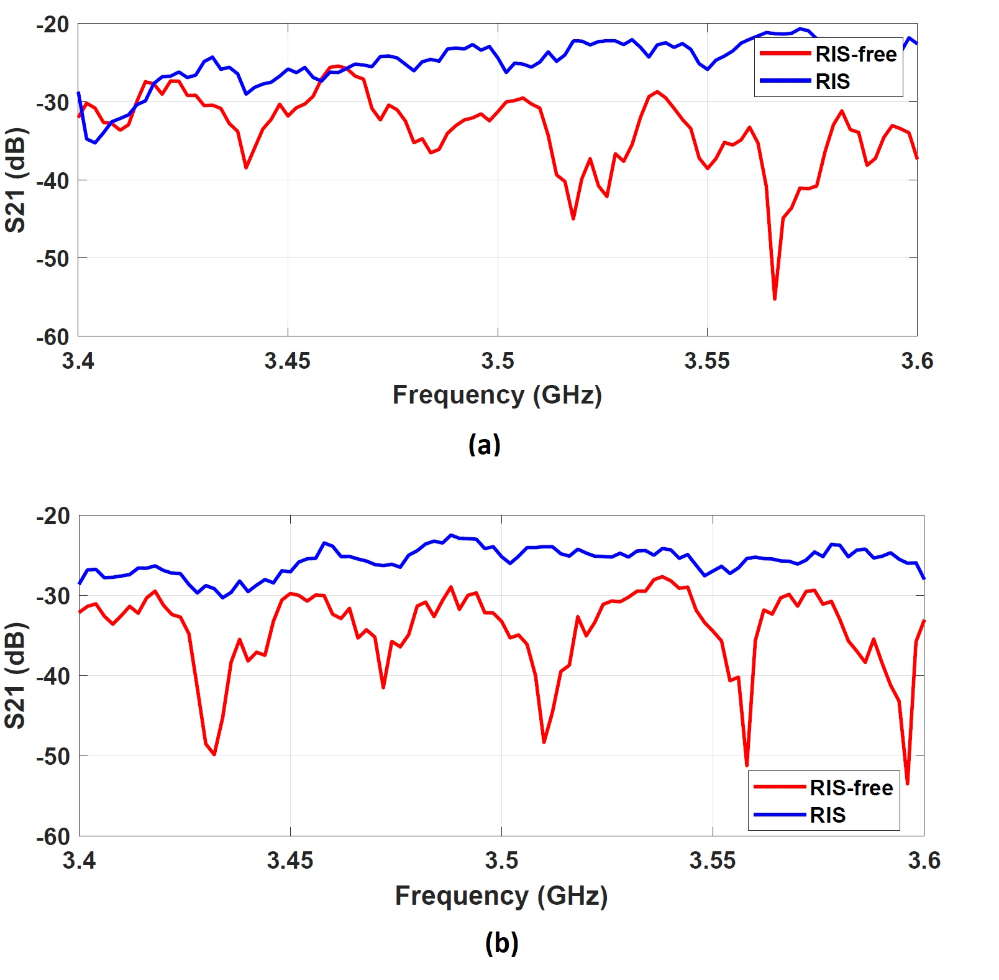 -20
-30
-40
-50
-60
S21 (dB)
RIS-free
RIS
3.4 3.45 3.5 3.55 3.6
Frequency (GHz)
(a)
-20
-30
-40
-50
-60
S21 (dB)
RIS-free
RIS
3.4 3.45 3.5 3.55 3.6
Frequency (GHz)
(b)